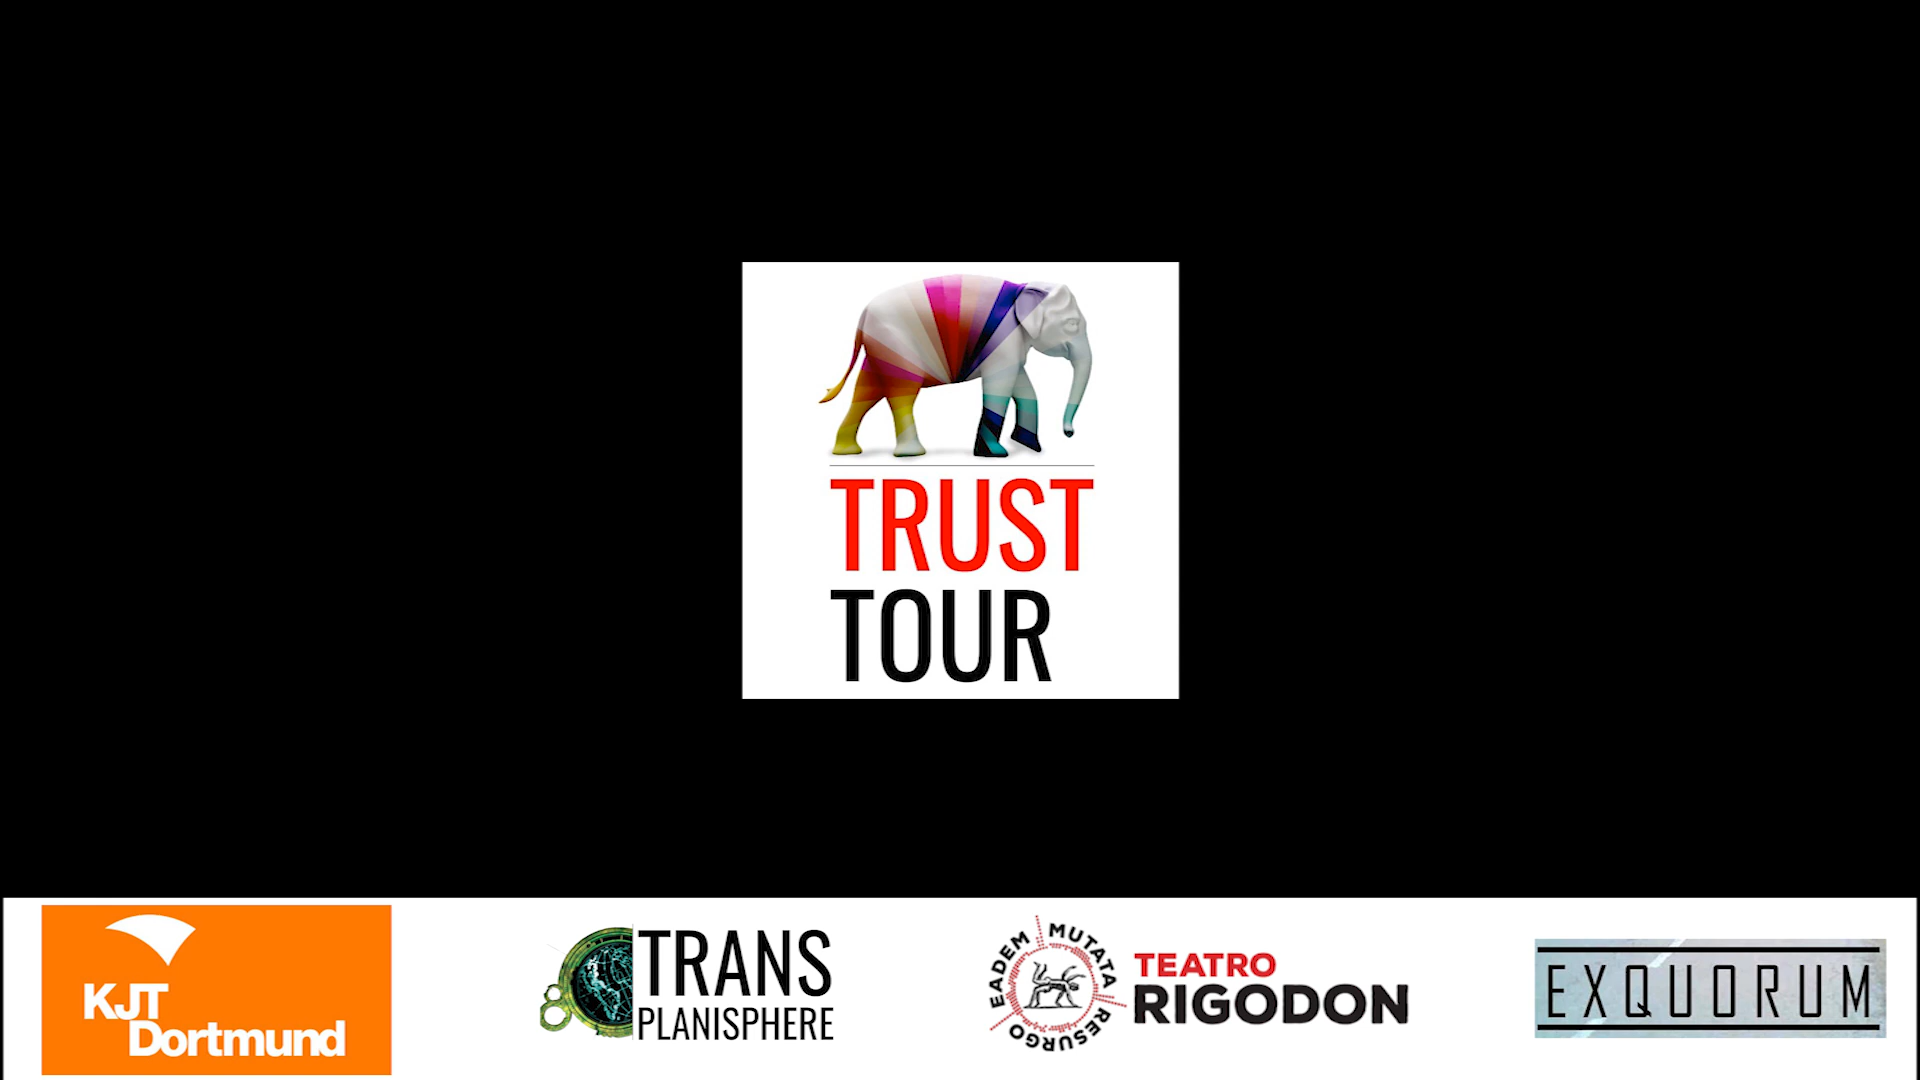 TRUST
TOUR
KJT
Dortmund
TRANS
PLANISPHERE
EADEM MUTATA RESURGO
TEATRO
RIGODON
EXQUORUM